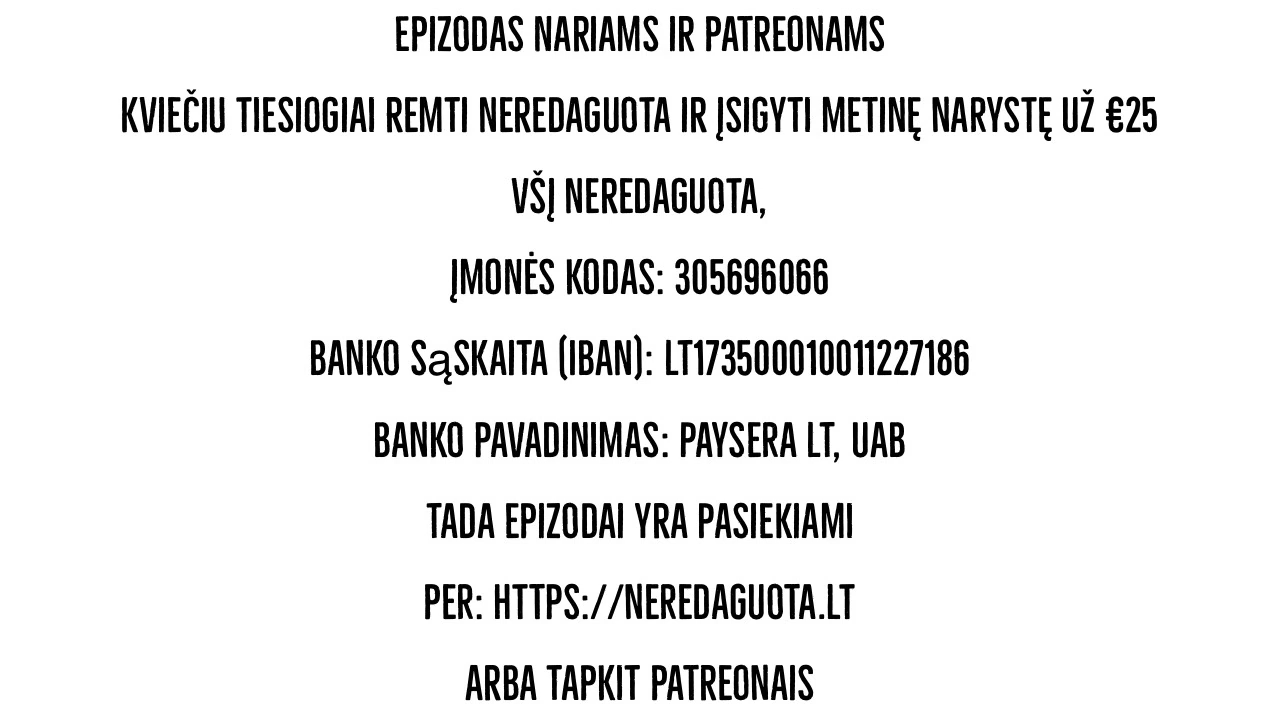 EPIZODAS NARIAMS IR PATREONAMS
KVIEČIU TIESIOGIAI REMTI NEREDAGUOTA IR ĮSIGYTI METINĘ NARYSTĘ UŽ €25
VŠĮ NEREDAGUOTA,
ĮMONĖS KODAS: 305696066
BANKO SąSKAITA (IBAN): LT173500010011227186
BANKO PAVADINIMAS: PAYSERA LT, UAB
TADA EPIZODAI YRA PASIEKIAMI
PER: HTTPS://NEREDAGUOTA.LT
ARBA TAPKIT PATREONAIS